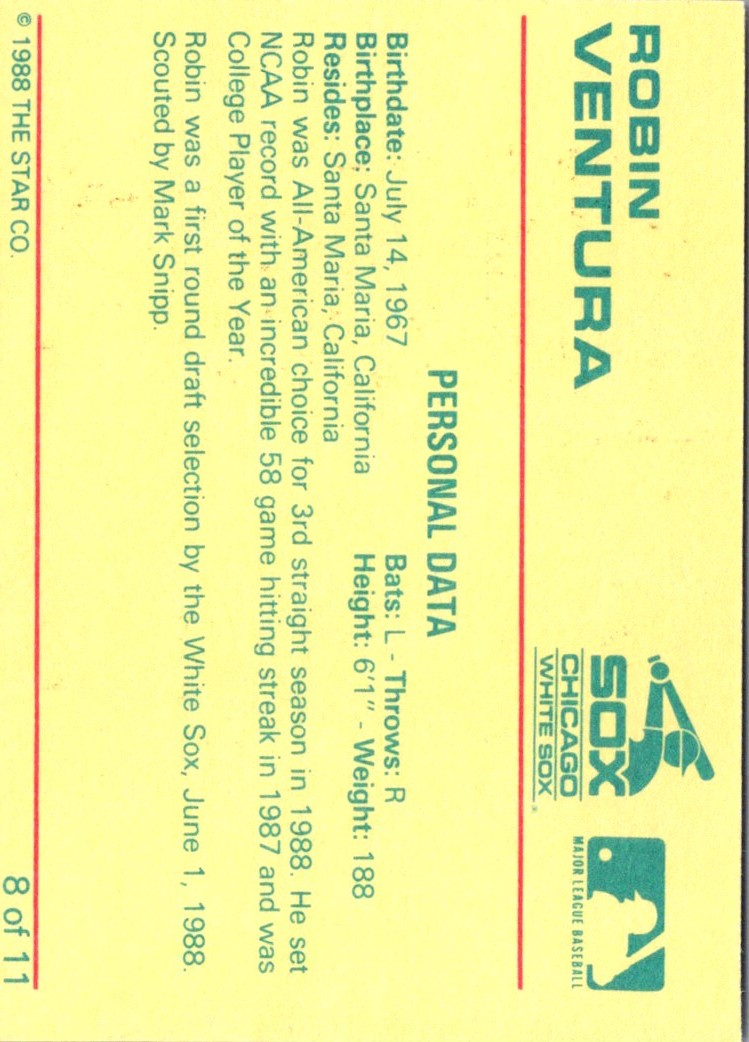 ROBIN
VENTURA
SOX
CHICAGO
WHITE SOX
MAJOR LEAGUE BASEBALL
PERSONAL DATA
Birthdate: July 14, 1967 Bats: L - Throws: R
Birthplace: Santa Maria, California Height: 6'1" - Weight: 188
Resides: Santa Maria, California
Robin was All-American choice for 3rd straight season in 1988. He set
NCAA record with an incredible 58 game hitting streak in 1987 and was
College Player of the Year.
Robin was a first round draft selection by the White Sox, June 1, 1988.
Scouted by Mark Snipp.
© 1988 THE STAR CO. 8 of 11